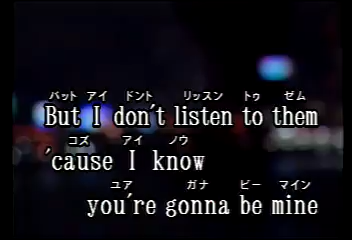 バット アイ ドント リッスン トゥ ゼム
But I don't listen to them
コズ アイ ノウ
'cause I know
ユア ガナ ビー マイン
you're gonna be mine